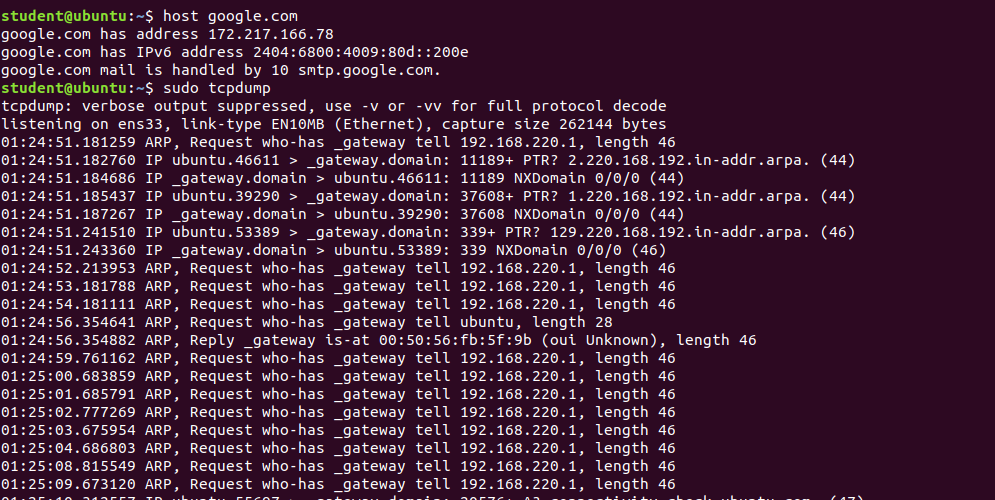 student@ubuntu:~$ host google.com
google.com has address 172.217.166.78
google.com has IPv6 address 2404:6800:4009:80d::200e
google.com mail is handled by 10 smtp.google.com.
student@ubuntu:~$ sudo tcpdump
tcpdump: verbose output suppressed, use -v or -vv for full protocol decode
listening on ens33, link-type EN10MB (Ethernet), capture size 262144 bytes
01:24:51.181259 ARP, Request who-has _gateway tell 192.168.220.1, length 46
01:24:51.182760 IP ubuntu.46611 > _gateway.domain: 11189+ PTR? 2.220.168.192.in-addr.arpa. (44)
01:24:51.184686 IP _gateway.domain > ubuntu.46611: 11189 NXDomain 0/0/0 (44)
01:24:51.185437 IP ubuntu.39290 > _gateway.domain: 37608+ PTR? 1.220.168.192.in-addr.arpa. (44)
01:24:51.187267 IP _gateway.domain > ubuntu.39290: 37608 NXDomain 0/0/0 (44)
01:24:51.241510 IP ubuntu.53389 > _gateway.domain: 339+ PTR? 129.220.168.192.in-addr.arpa. (46)
01:24:51.243360 IP _gateway.domain > ubuntu.53389: 339 NXDomain 0/0/0 (46)
01:24:52.213953 ARP, Request who-has _gateway tell 192.168.220.1, length 46
01:24:53.181788 ARP, Request who-has _gateway tell 192.168.220.1, length 46
01:24:54.181111 ARP, Request who-has _gateway tell 192.168.220.1, length 46
01:24:56.354641 ARP, Request who-has _gateway tell ubuntu, length 28
01:24:56.354882 ARP, Reply _gateway is-at 00:50:56:fb:5f:9b (oui Unknown), length 46
01:24:59.761162 ARP, Request who-has _gateway tell 192.168.220.1, length 46
01:25:00.683859 ARP, Request who-has _gateway tell 192.168.220.1, length 46
01:25:01.685791 ARP, Request who-has _gateway tell 192.168.220.1, length 46
01:25:02.777269 ARP, Request who-has _gateway tell 192.168.220.1, length 46
01:25:03.675954 ARP, Request who-has _gateway tell 192.168.220.1, length 46
01:25:04.686803 ARP, Request who-has _gateway tell 192.168.220.1, length 46
01:25:08.815549 ARP, Request who-has _gateway tell 192.168.220.1, length 46
01:25:09.673120 ARP, Request who-has _gateway tell 192.168.220.1, length 46